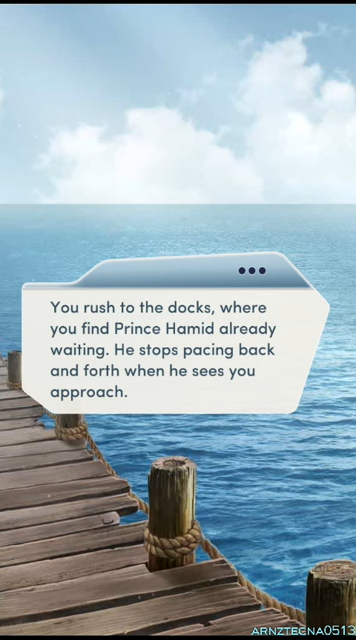 You rush to the docks, where
you find Prince Hamid already
waiting. He stops pacing back
and forth when he sees you
approach.
ARNZTECNA0513